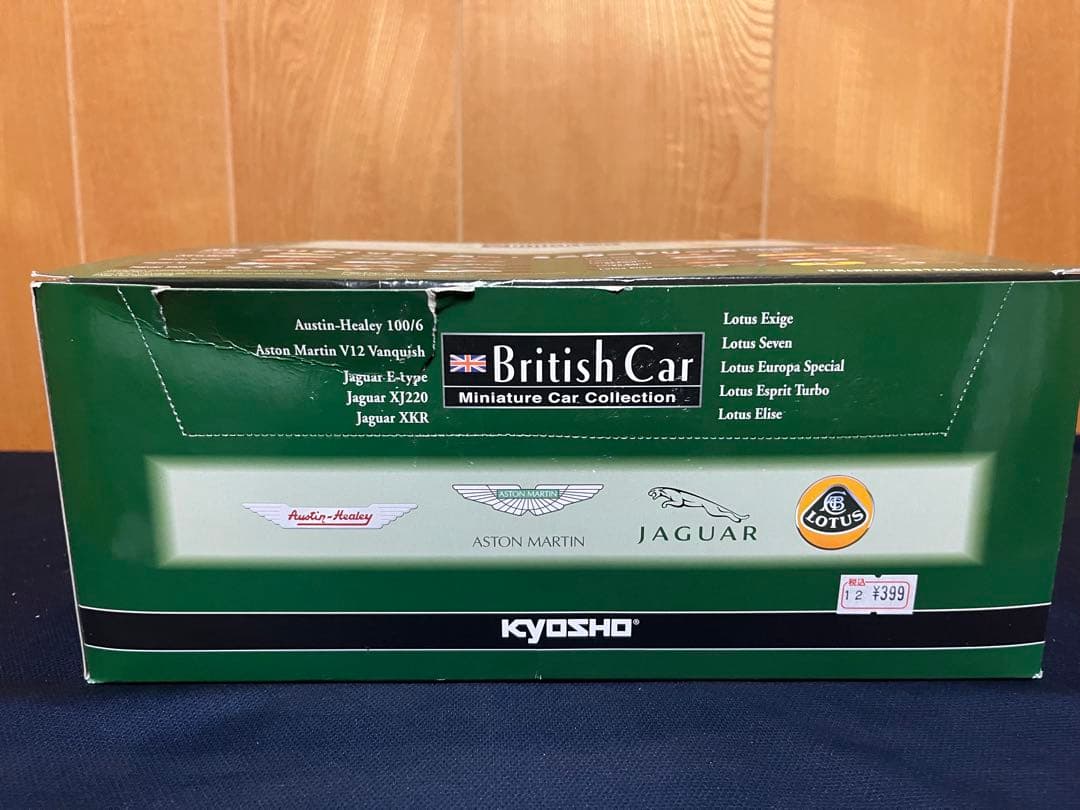 Austin-Healey 100/6
Aston Martin V12 Vanquish
Jaguar E-type
Jaguar XJ220
Jaguar XKR
British Car
Miniature Car Collection
Lotus Exige
Lotus Seven
Lotus Europa Special
Lotus Esprit Turbo
Lotus Elise
Austin-Healey
ASTON MARTIN
ASTON MARTIN
JAGUAR
LOTUS
税込
12 ¥399
KYOSHO®